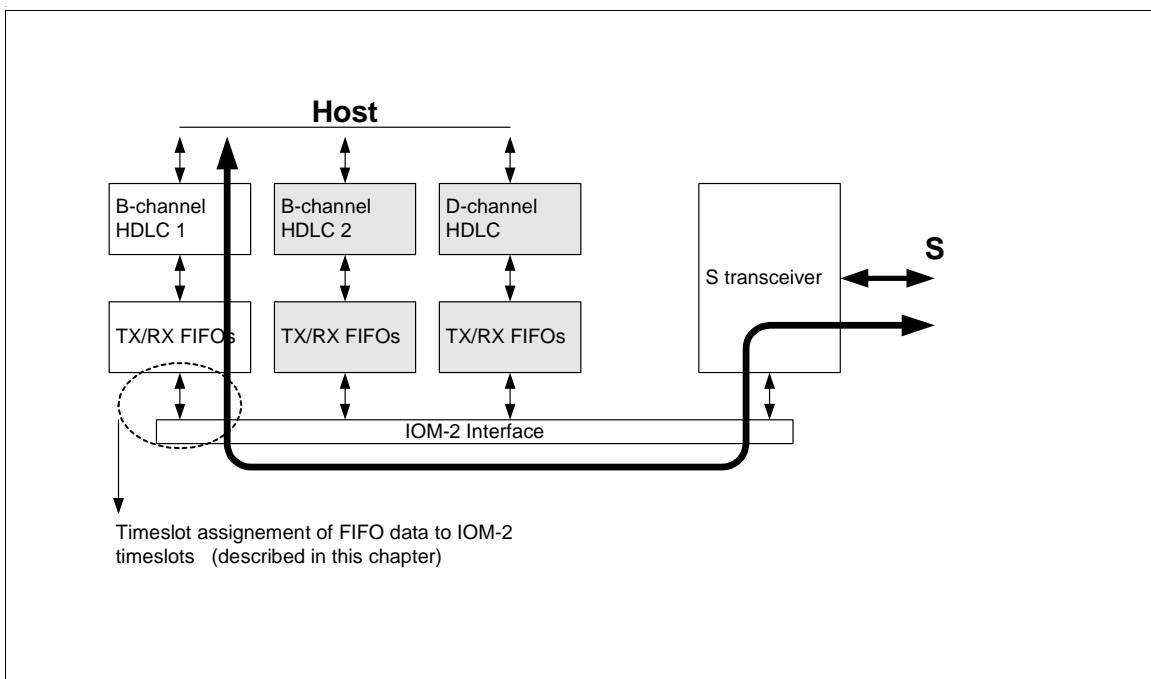 Host
B-channel
HDLC 1
B-channel
HDLC 2
D-channel
HDLC
S transceiver
S
TX/RX FIFOs
TX/RX FIFOs
TX/RX FIFOs
IOM-2 Interface
Timeslot assignement of FIFO data to IOM-2
timeslots (described in this chapter)